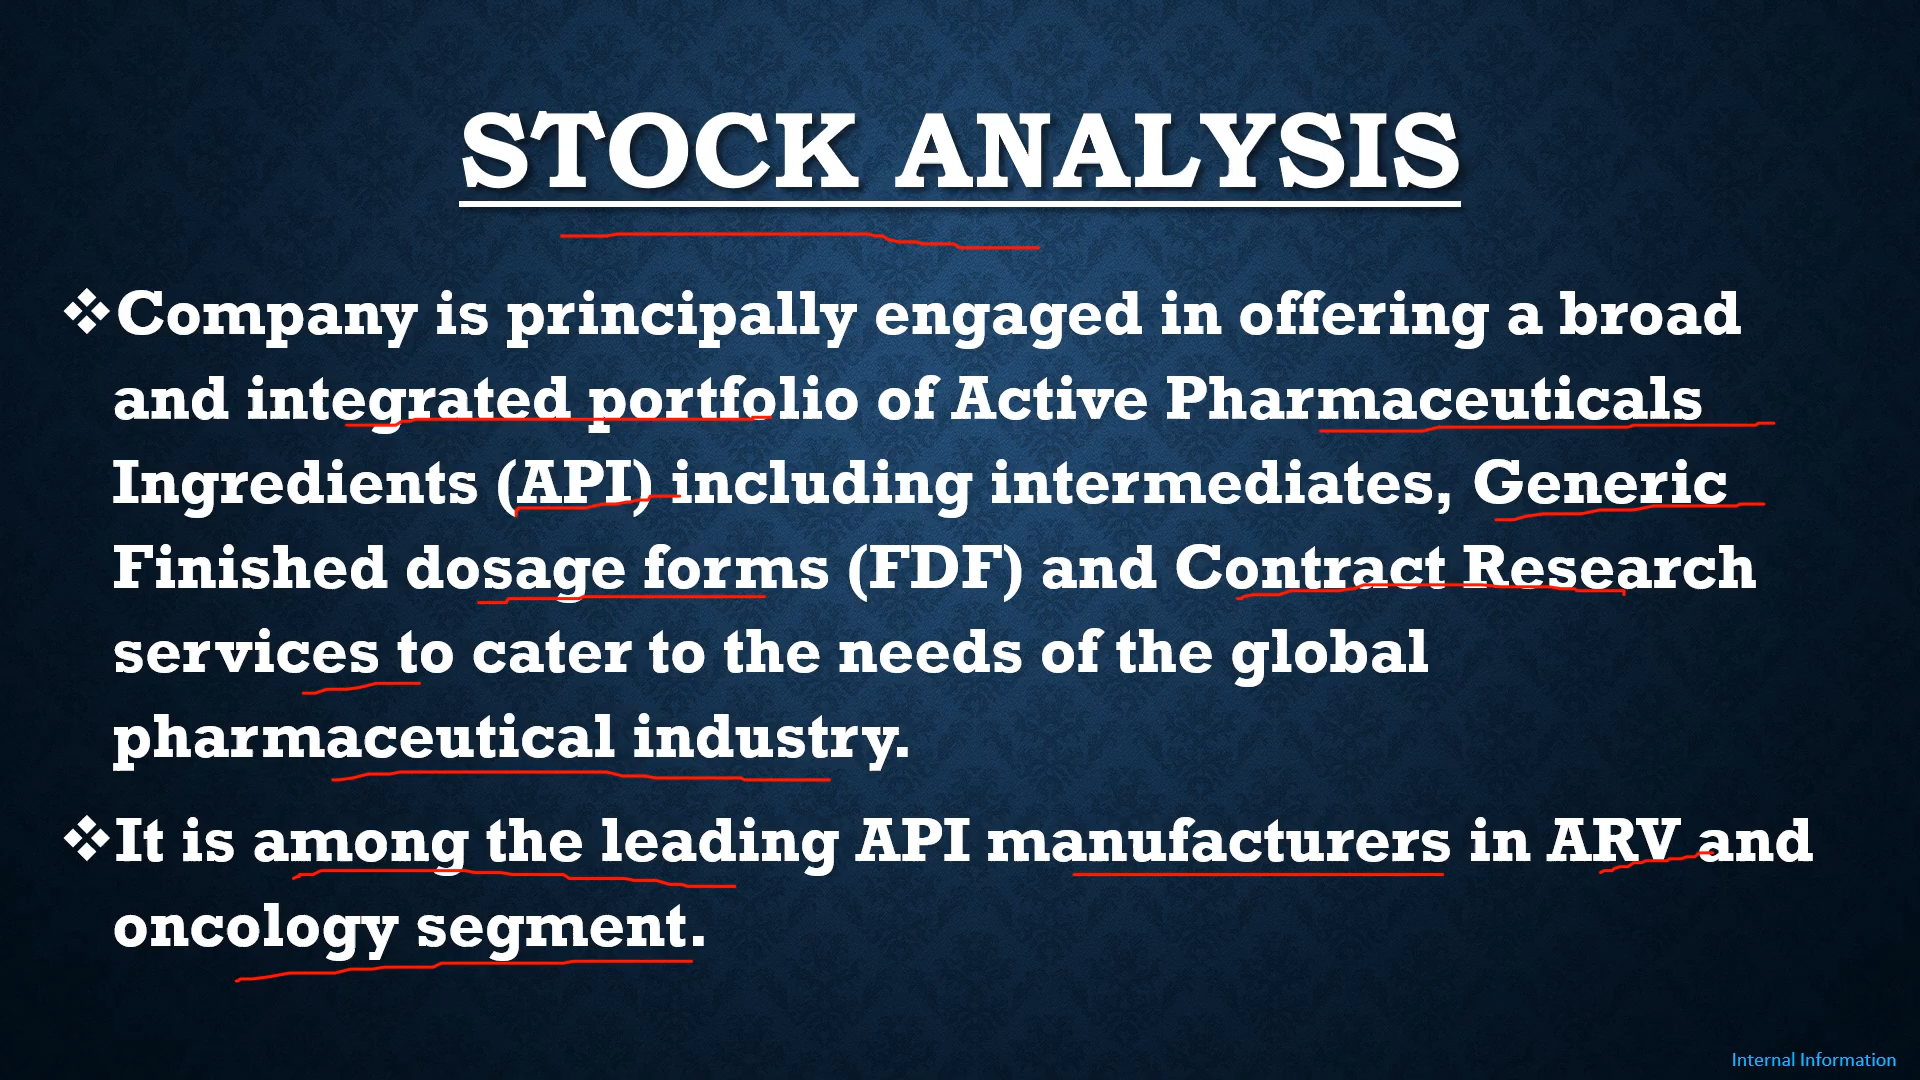 STOCK ANALYSIS
❖Company is principally engaged in offering a broad
and integrated portfolio of Active Pharmaceuticals
Ingredients (API) including intermediates, Generic
Finished dosage forms (FDF) and Contract Research
services to cater to the needs of the global
pharmaceutical industry.
❖It is among the leading API manufacturers in ARV and
oncology segment.
Internal Information